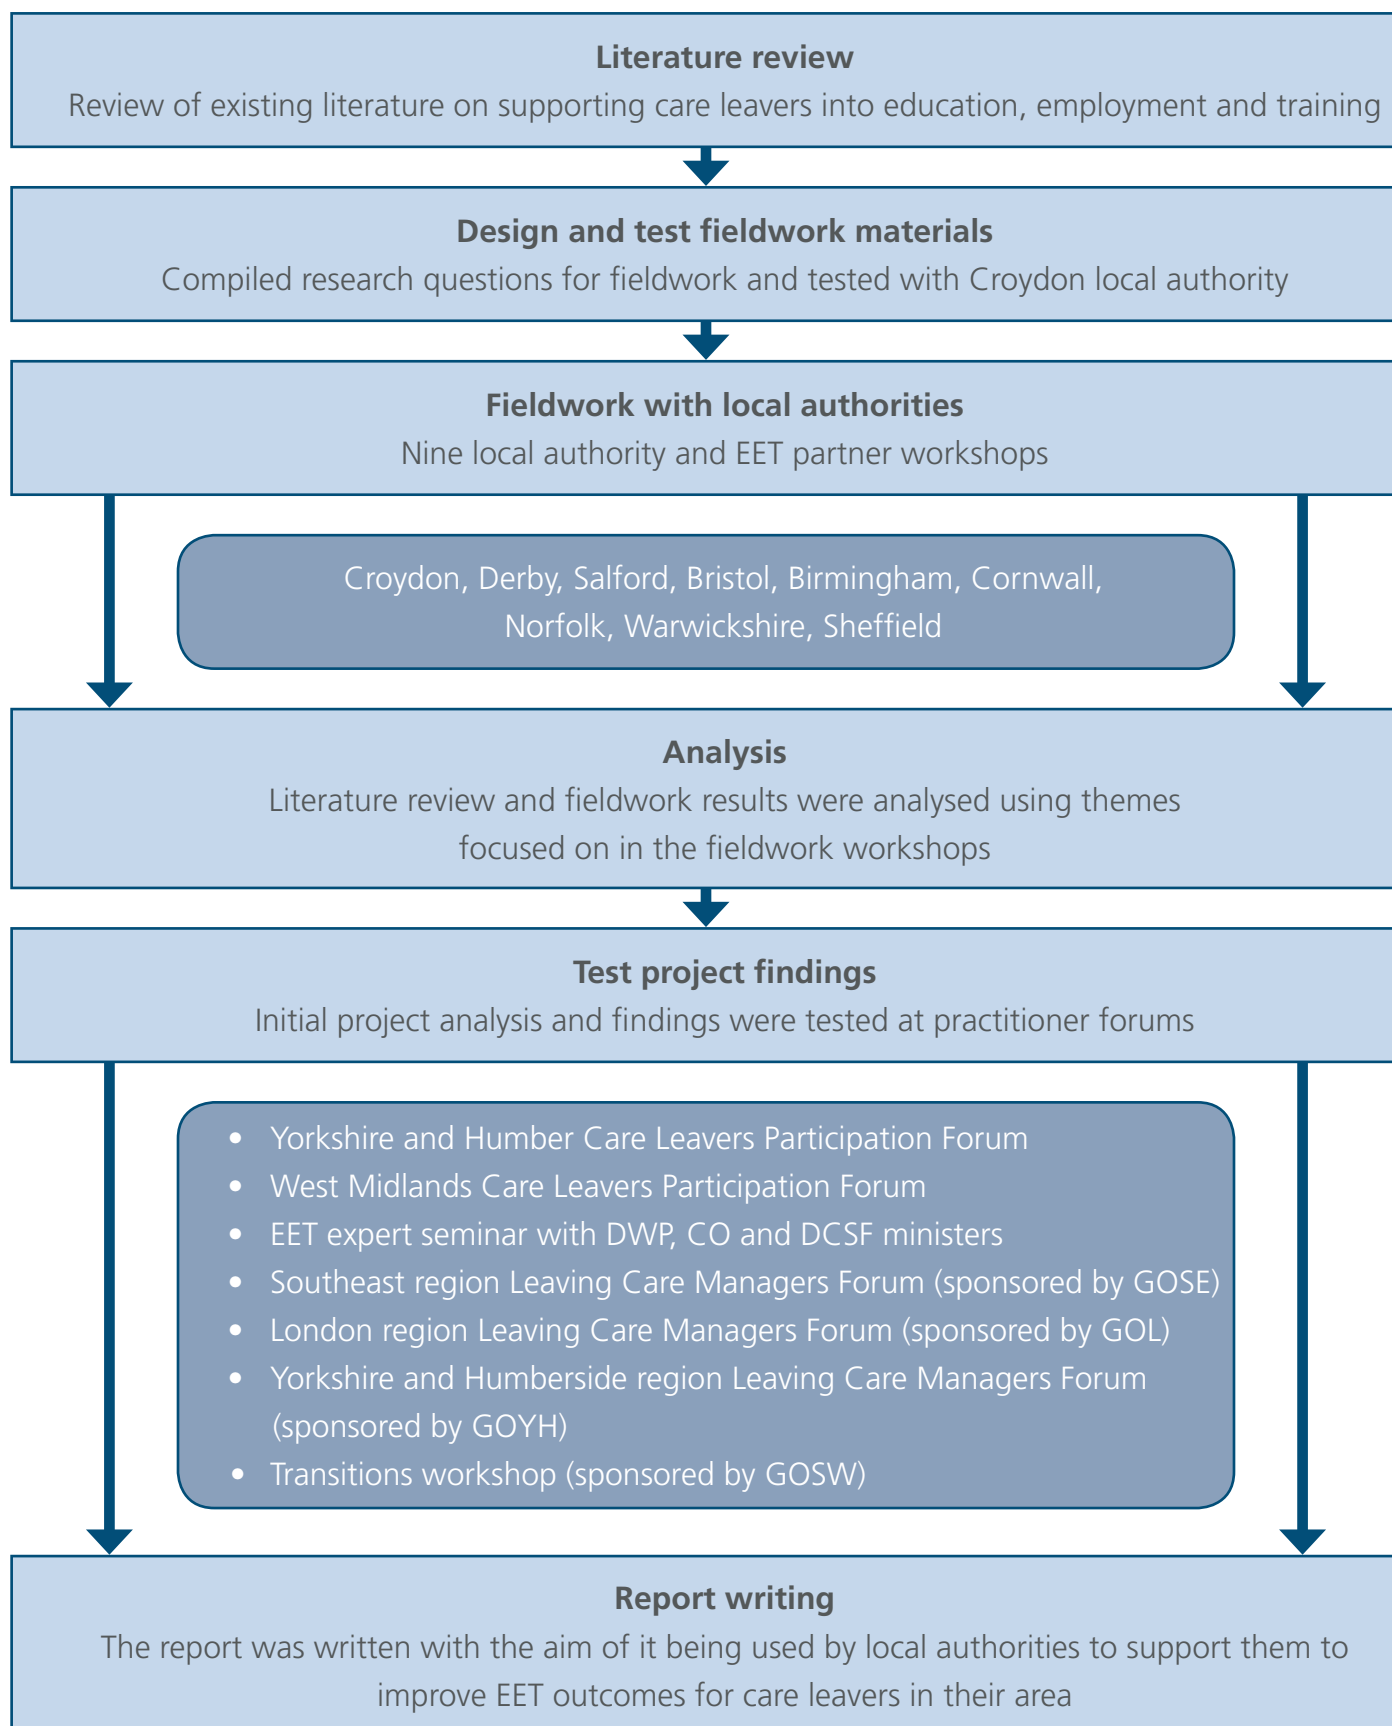 Literature review
Review of existing literature on supporting care leavers into education, employment and training
Design and test fieldwork materials
Compiled research questions for fieldwork and tested with Croydon local authority
Fieldwork with local authorities
Nine local authority and EET partner workshops
Croydon, Derby, Salford, Bristol, Birmingham, Cornwall,
Norfolk, Warwickshire, Sheffield
Analysis
Literature review and fieldwork results were analysed using themes
focused on in the fieldwork workshops
Test project findings
Initial project analysis and findings were tested at practitioner forums
• Yorkshire and Humber Care Leavers Participation Forum
• West Midlands Care Leavers Participation Forum
• EET expert seminar with DWP, CO and DCSF ministers
• Southeast region Leaving Care Managers Forum (sponsored by GOSE)
• London region Leaving Care Managers Forum (sponsored by GOL)
• Yorkshire and Humberside region Leaving Care Managers Forum
(sponsored by GOYH)
• Transitions workshop (sponsored by GOSW)
Report writing
The report was written with the aim of it being used by local authorities to support them to
improve EET outcomes for care leavers in their area